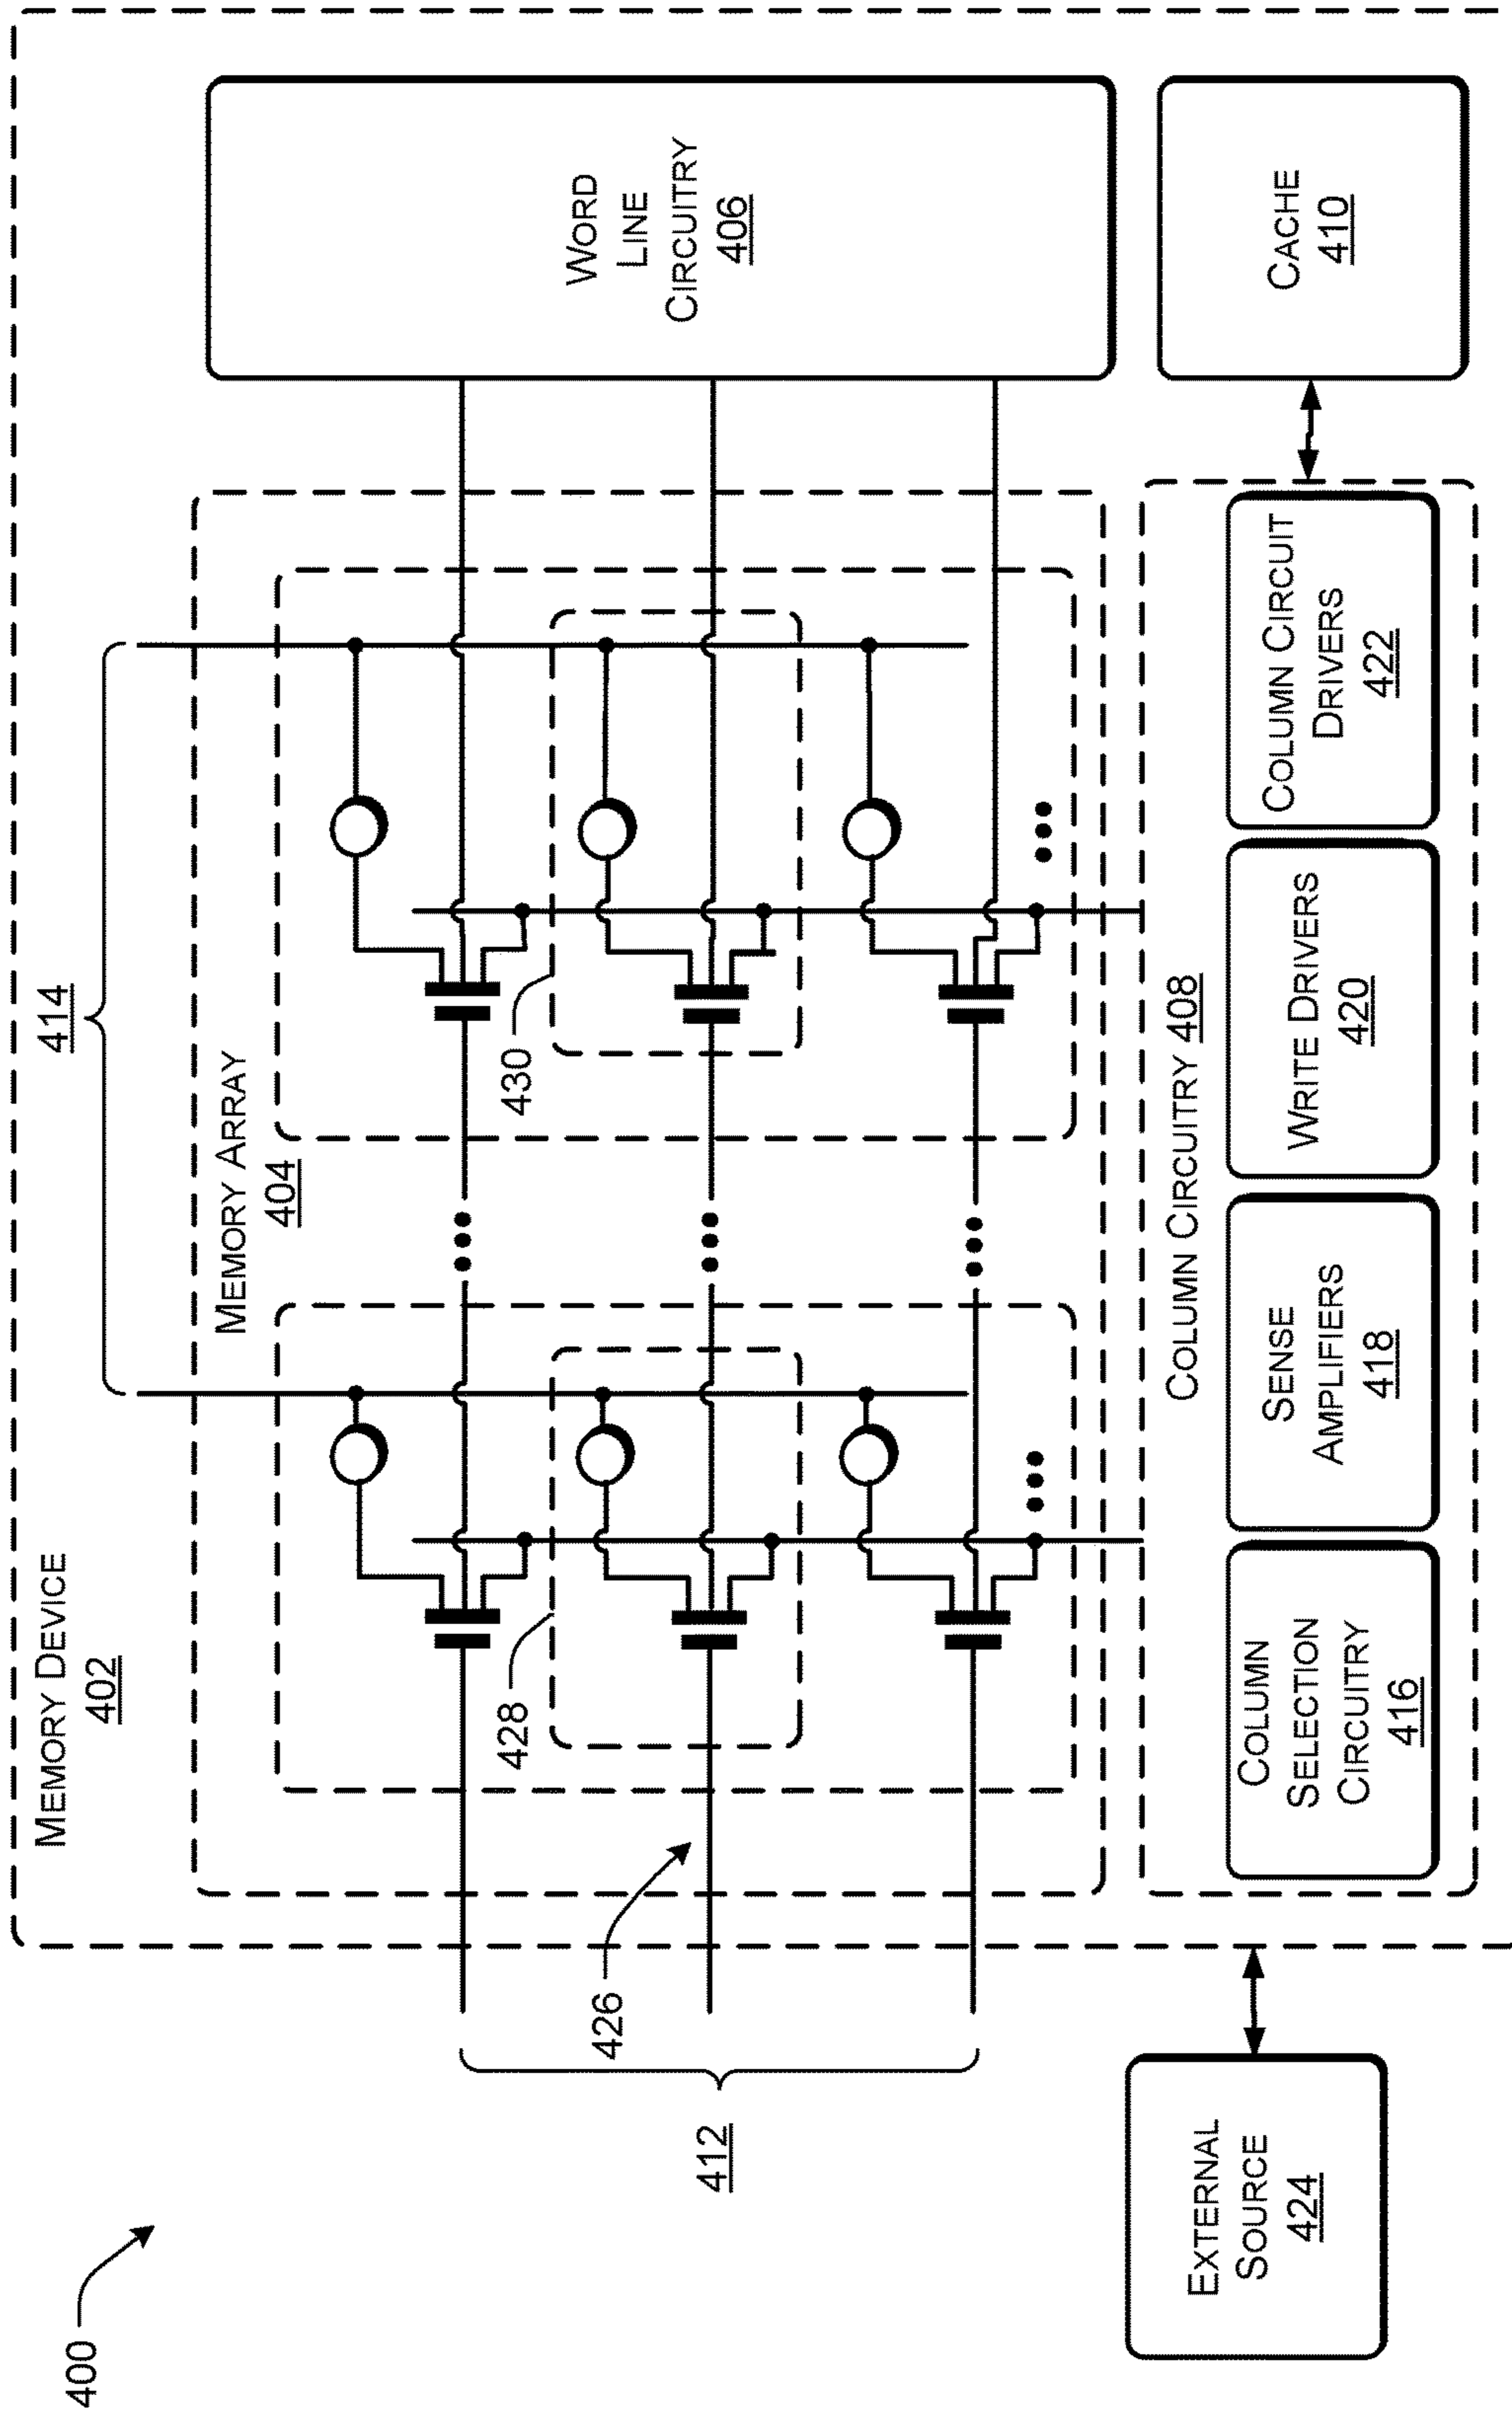 400
MEMORY DEVICE
402
414
MEMORY ARRAY
404
430
428
426
412
WORD
LINE
CIRCUITRY
406
COLUMN CIRCUITRY 408
COLUMN
SELECTION
CIRCUITRY
416
SENSE
AMPLIFIERS
418
WRITE DRIVERS
420
COLUMN CIRCUIT
DRIVERS
422
CACHE
410
EXTERNAL
SOURCE
424